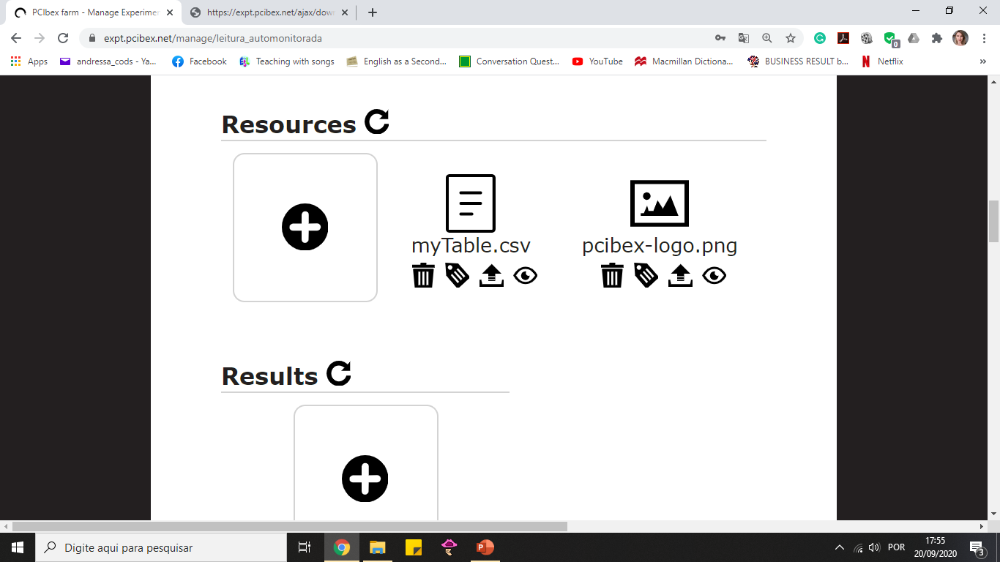 PCIbex farm - Manage Experimen
https://expt.pcibex.net/ajax/dow
expt.pcibex.net/manage/leitura_automonitorada
0
Apps
andressa_cods - Ya...
Facebook
Teaching with songs
English as a Second...
Conversation Quest...
YouTube
Macmillan Dictiona...
BUSINESS RESULT b...
Netflix
»
Resources
myTable.csv
pcibex-logo.png
Results
Digite aqui para pesquisar
POR
17:55
20/09/2020
3